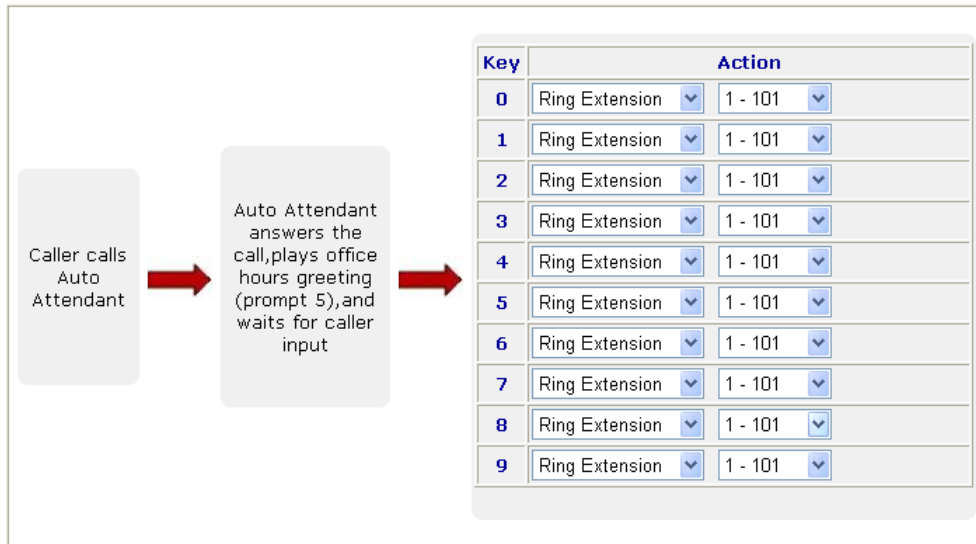 Caller calls
Auto
Attendant
Auto Attendant
answers the
call,plays office
hours greeting
(prompt 5),and
waits for caller
input
Key Action
0 Ring Extension 1 - 101
1 Ring Extension 1 - 101
2 Ring Extension 1 - 101
3 Ring Extension 1 - 101
4 Ring Extension 1 - 101
5 Ring Extension 1 - 101
6 Ring Extension 1 - 101
7 Ring Extension 1 - 101
8 Ring Extension 1 - 101
9 Ring Extension 1 - 101